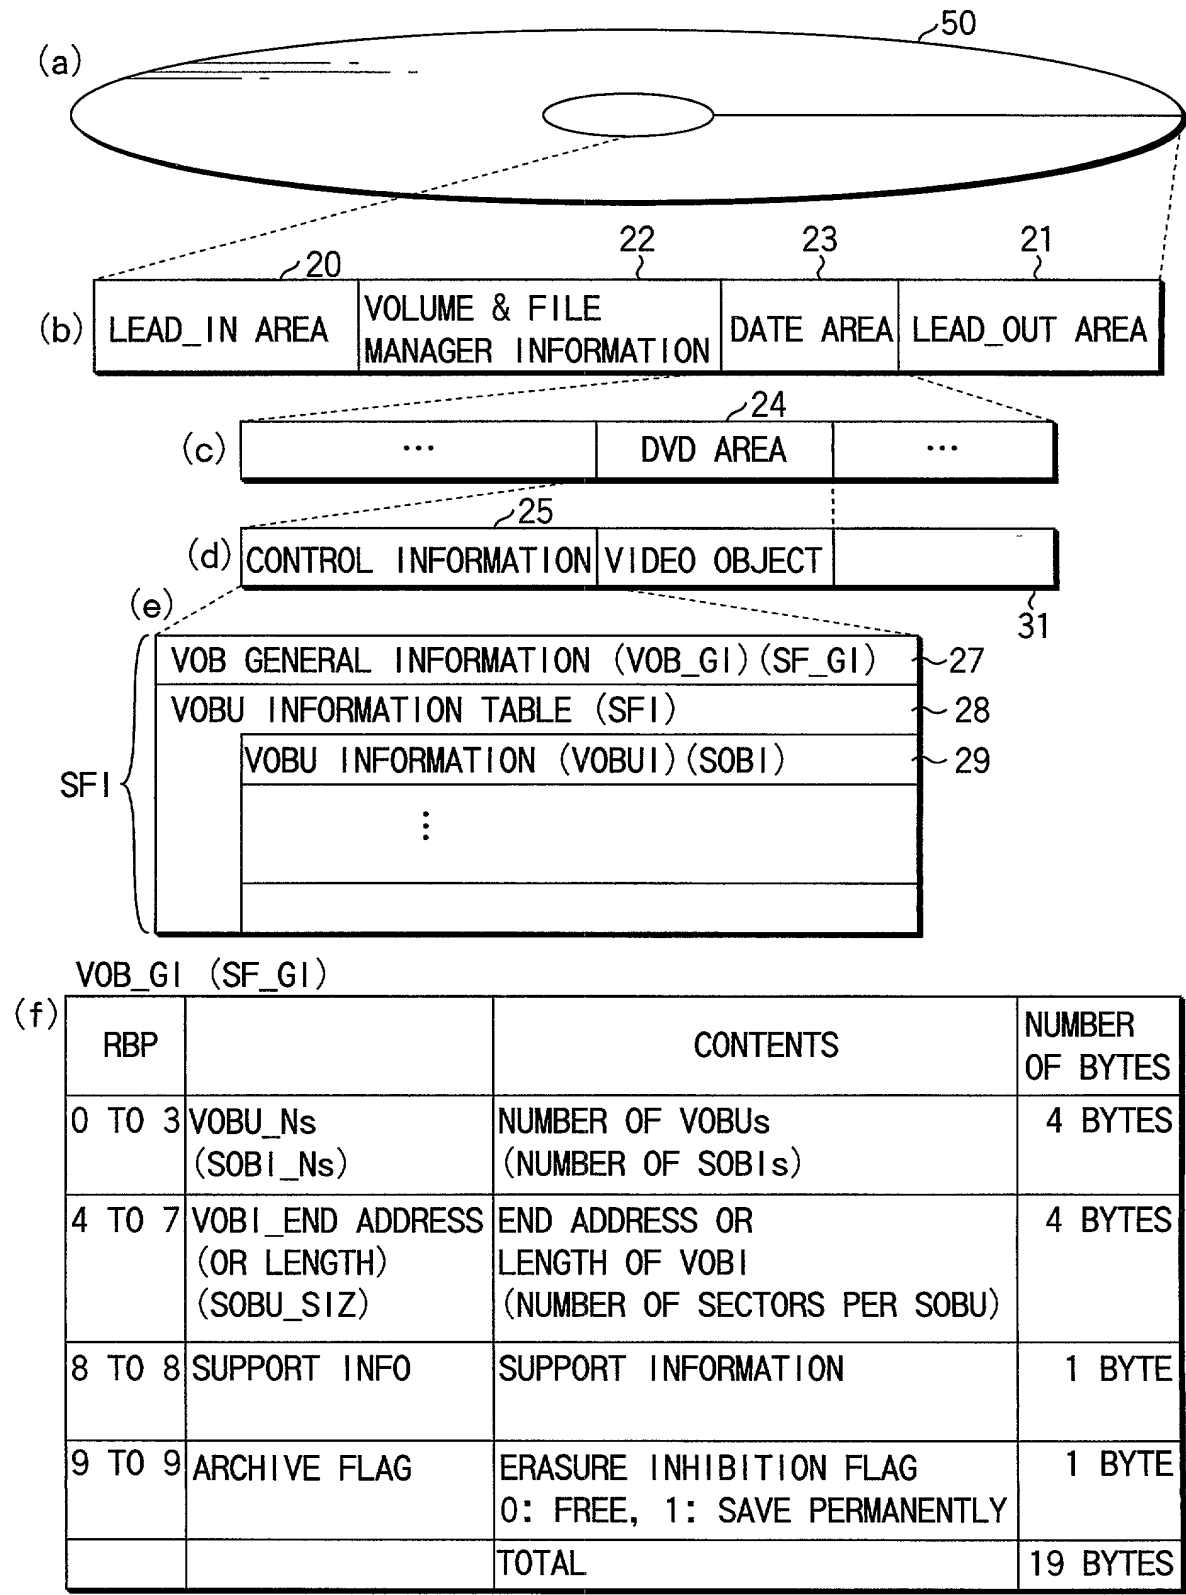 (a)
50
20
22
23
21
(b)
LEAD_IN AREA
VOLUME & FILE
MANAGER INFORMATION
DATE AREA
LEAD_OUT AREA
24
(c)
...
DVD AREA
...
25
(d)
CONTROL INFORMATION
VIDEO OBJECT
31
(e)
SFI
VOB GENERAL INFORMATION (VOB_GI)(SF_GI)
27
VOBU INFORMATION TABLE (SFI)
28
VOBU INFORMATION (VOBUI)(SOBI)
29
⋮
VOB_GI (SF_GI)
(f)
RBP
CONTENTS
NUMBER
OF BYTES
0 TO 3
VOBU_Ns
(SOBI_Ns)
NUMBER OF VOBUs
(NUMBER OF SOBIs)
4 BYTES
4 TO 7
VOBI_END ADDRESS
(OR LENGTH)
(SOBU_SIZ)
END ADDRESS OR
LENGTH OF VOBI
(NUMBER OF SECTORS PER SOBU)
4 BYTES
8 TO 8
SUPPORT INFO
SUPPORT INFORMATION
1 BYTE
9 TO 9
ARCHIVE FLAG
ERASURE INHIBITION FLAG
0: FREE, 1: SAVE PERMANENTLY
1 BYTE
TOTAL
19 BYTES